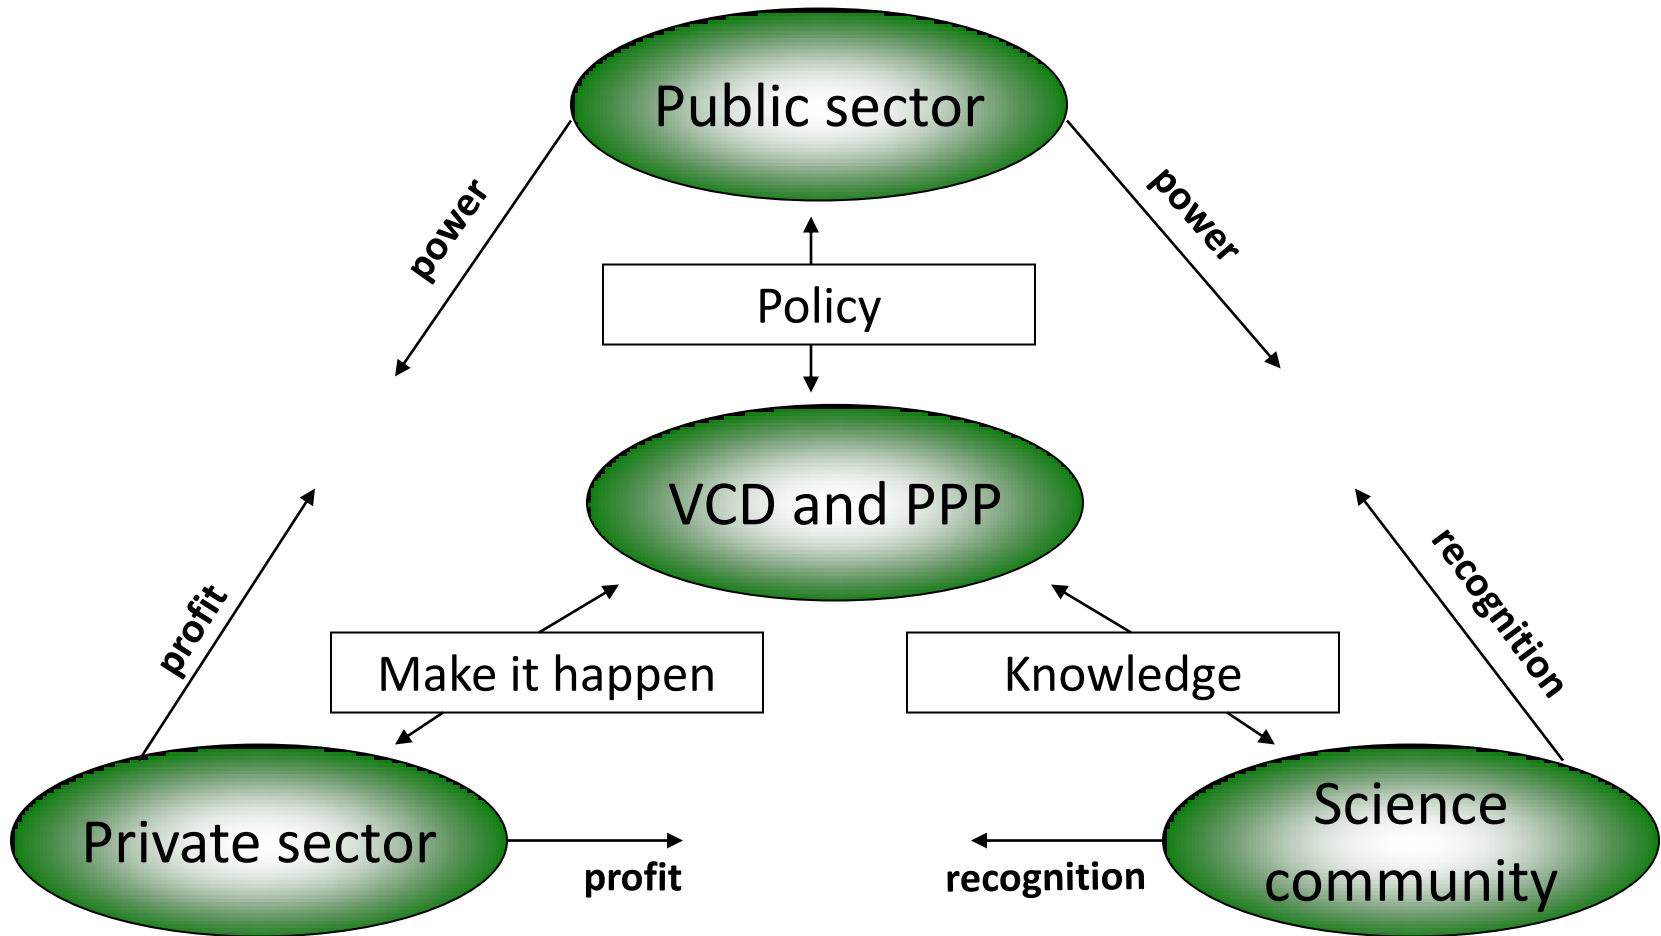 Public sector
power
power
Policy
VCD and PPP
profit
recognition
Make it happen
Knowledge
Private sector
Science
community
profit
recognition